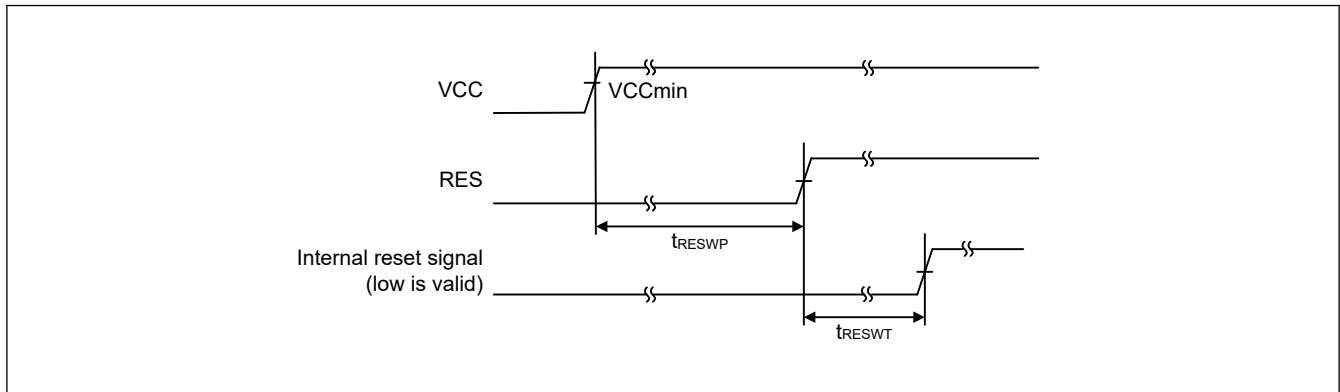 VCC
VCCmin
RES
tRESWP
Internal reset signal
(low is valid)
tRESWT